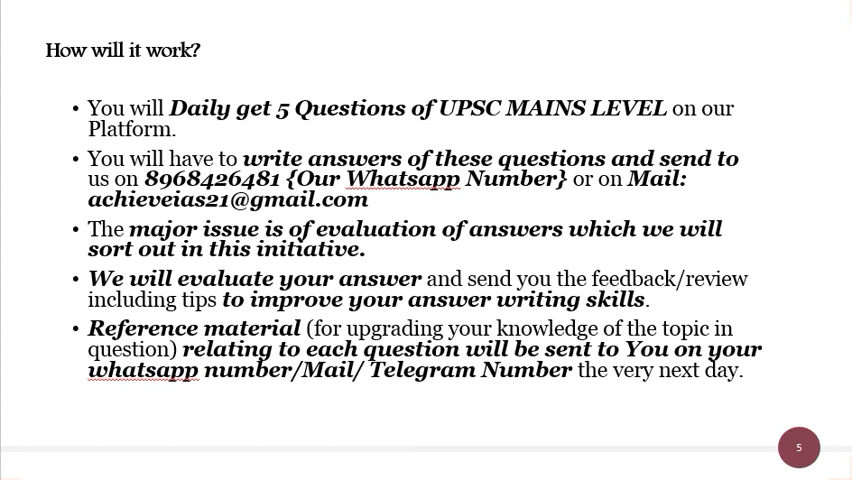 How will it work?
• You will Daily get 5 Questions of UPSC MAINS LEVEL on our
Platform.
• You will have to write answers of these questions and send to
us on 8968426481 {Our Whatsapp Number} or on Mail:
achieveias21@gmail.com
• The major issue is of evaluation of answers which we will
sort out in this initiative.
• We will evaluate your answer and send you the feedback/review
including tips to improve your answer writing skills.
• Reference material (for upgrading your knowledge of the topic in
question) relating to each question will be sent to You on your
whatsapp number/Mail/ Telegram Number the very next day.
5